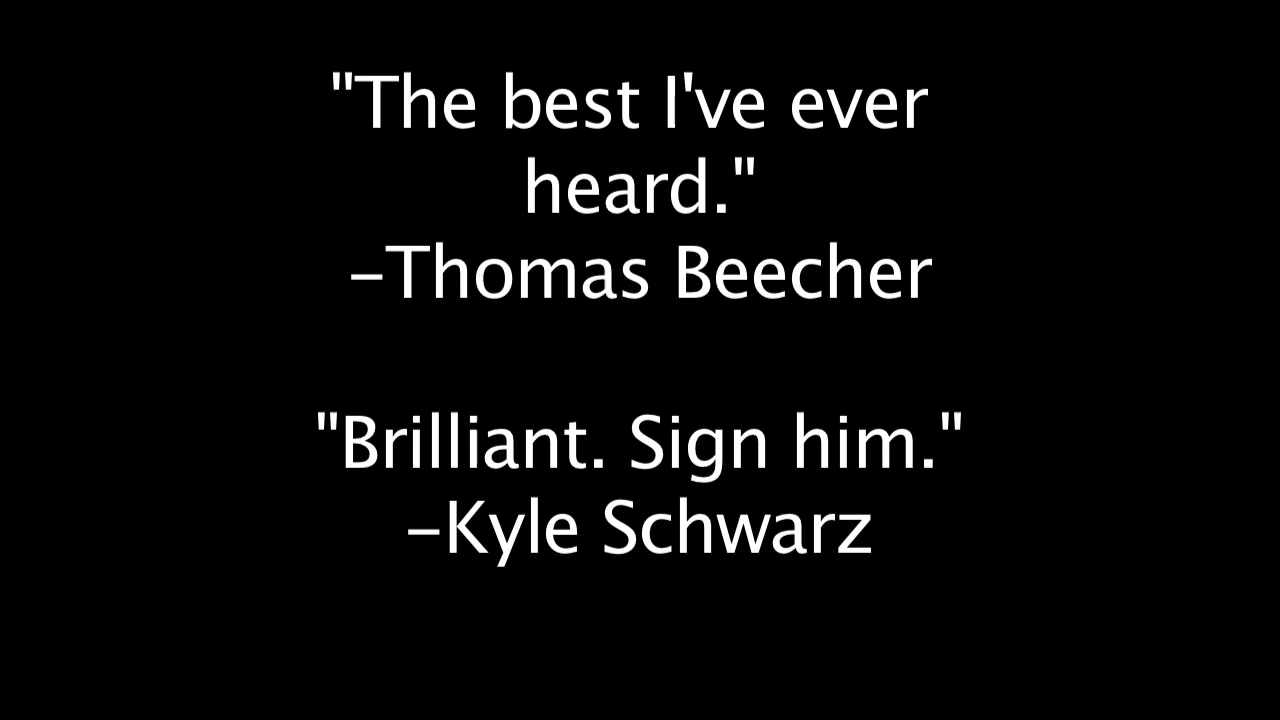 "The best I've ever
heard."
–Thomas Beecher
"Brilliant. Sign him."
–Kyle Schwarz